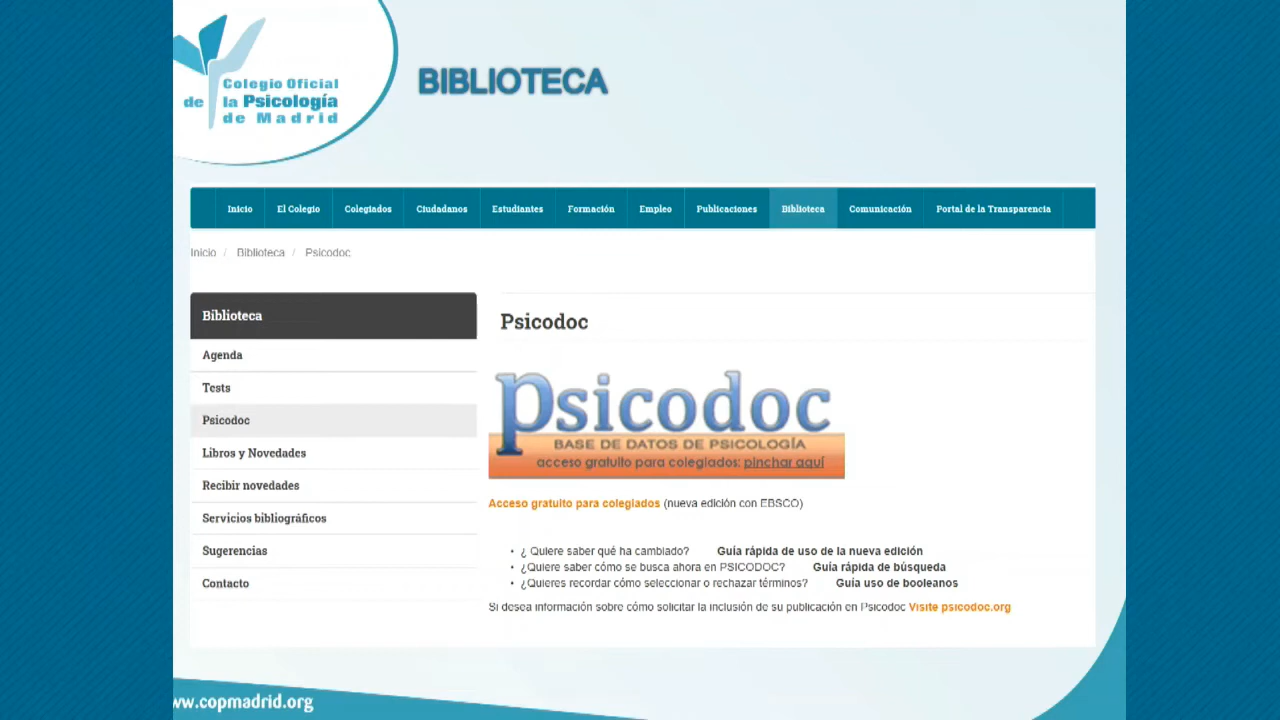 Colegio Oficial
de la Psicología
de Madrid
BIBLIOTECA
Inicio El Colegio Colegiados Ciudadanos Estudiantes Formación Empleo Publicaciones Biblioteca Comunicación Portal de la Transparencia
Inicio / Biblioteca / Psicodoc
Biblioteca
Agenda
Tests
Psicodoc
Libros y Novedades
Recibir novedades
Servicios bibliográficos
Sugerencias
Contacto
Psicodoc
psicodoc
BASE DE DATOS DE PSICOLOGÍA
acceso gratuito para colegiados: pinchar aquí
Acceso gratuito para colegiados (nueva edición con EBSCO)
• ¿ Quiere saber qué ha cambiado? Guía rápida de uso de la nueva edición
• ¿Quiere saber cómo se busca ahora en PSICODOC? Guía rápida de búsqueda
• ¿Quieres recordar cómo seleccionar o rechazar términos? Guía uso de booleanos
Si desea información sobre cómo solicitar la inclusión de su publicación en Psicodoc Visite psicodoc.org
ww.copmadrid.org